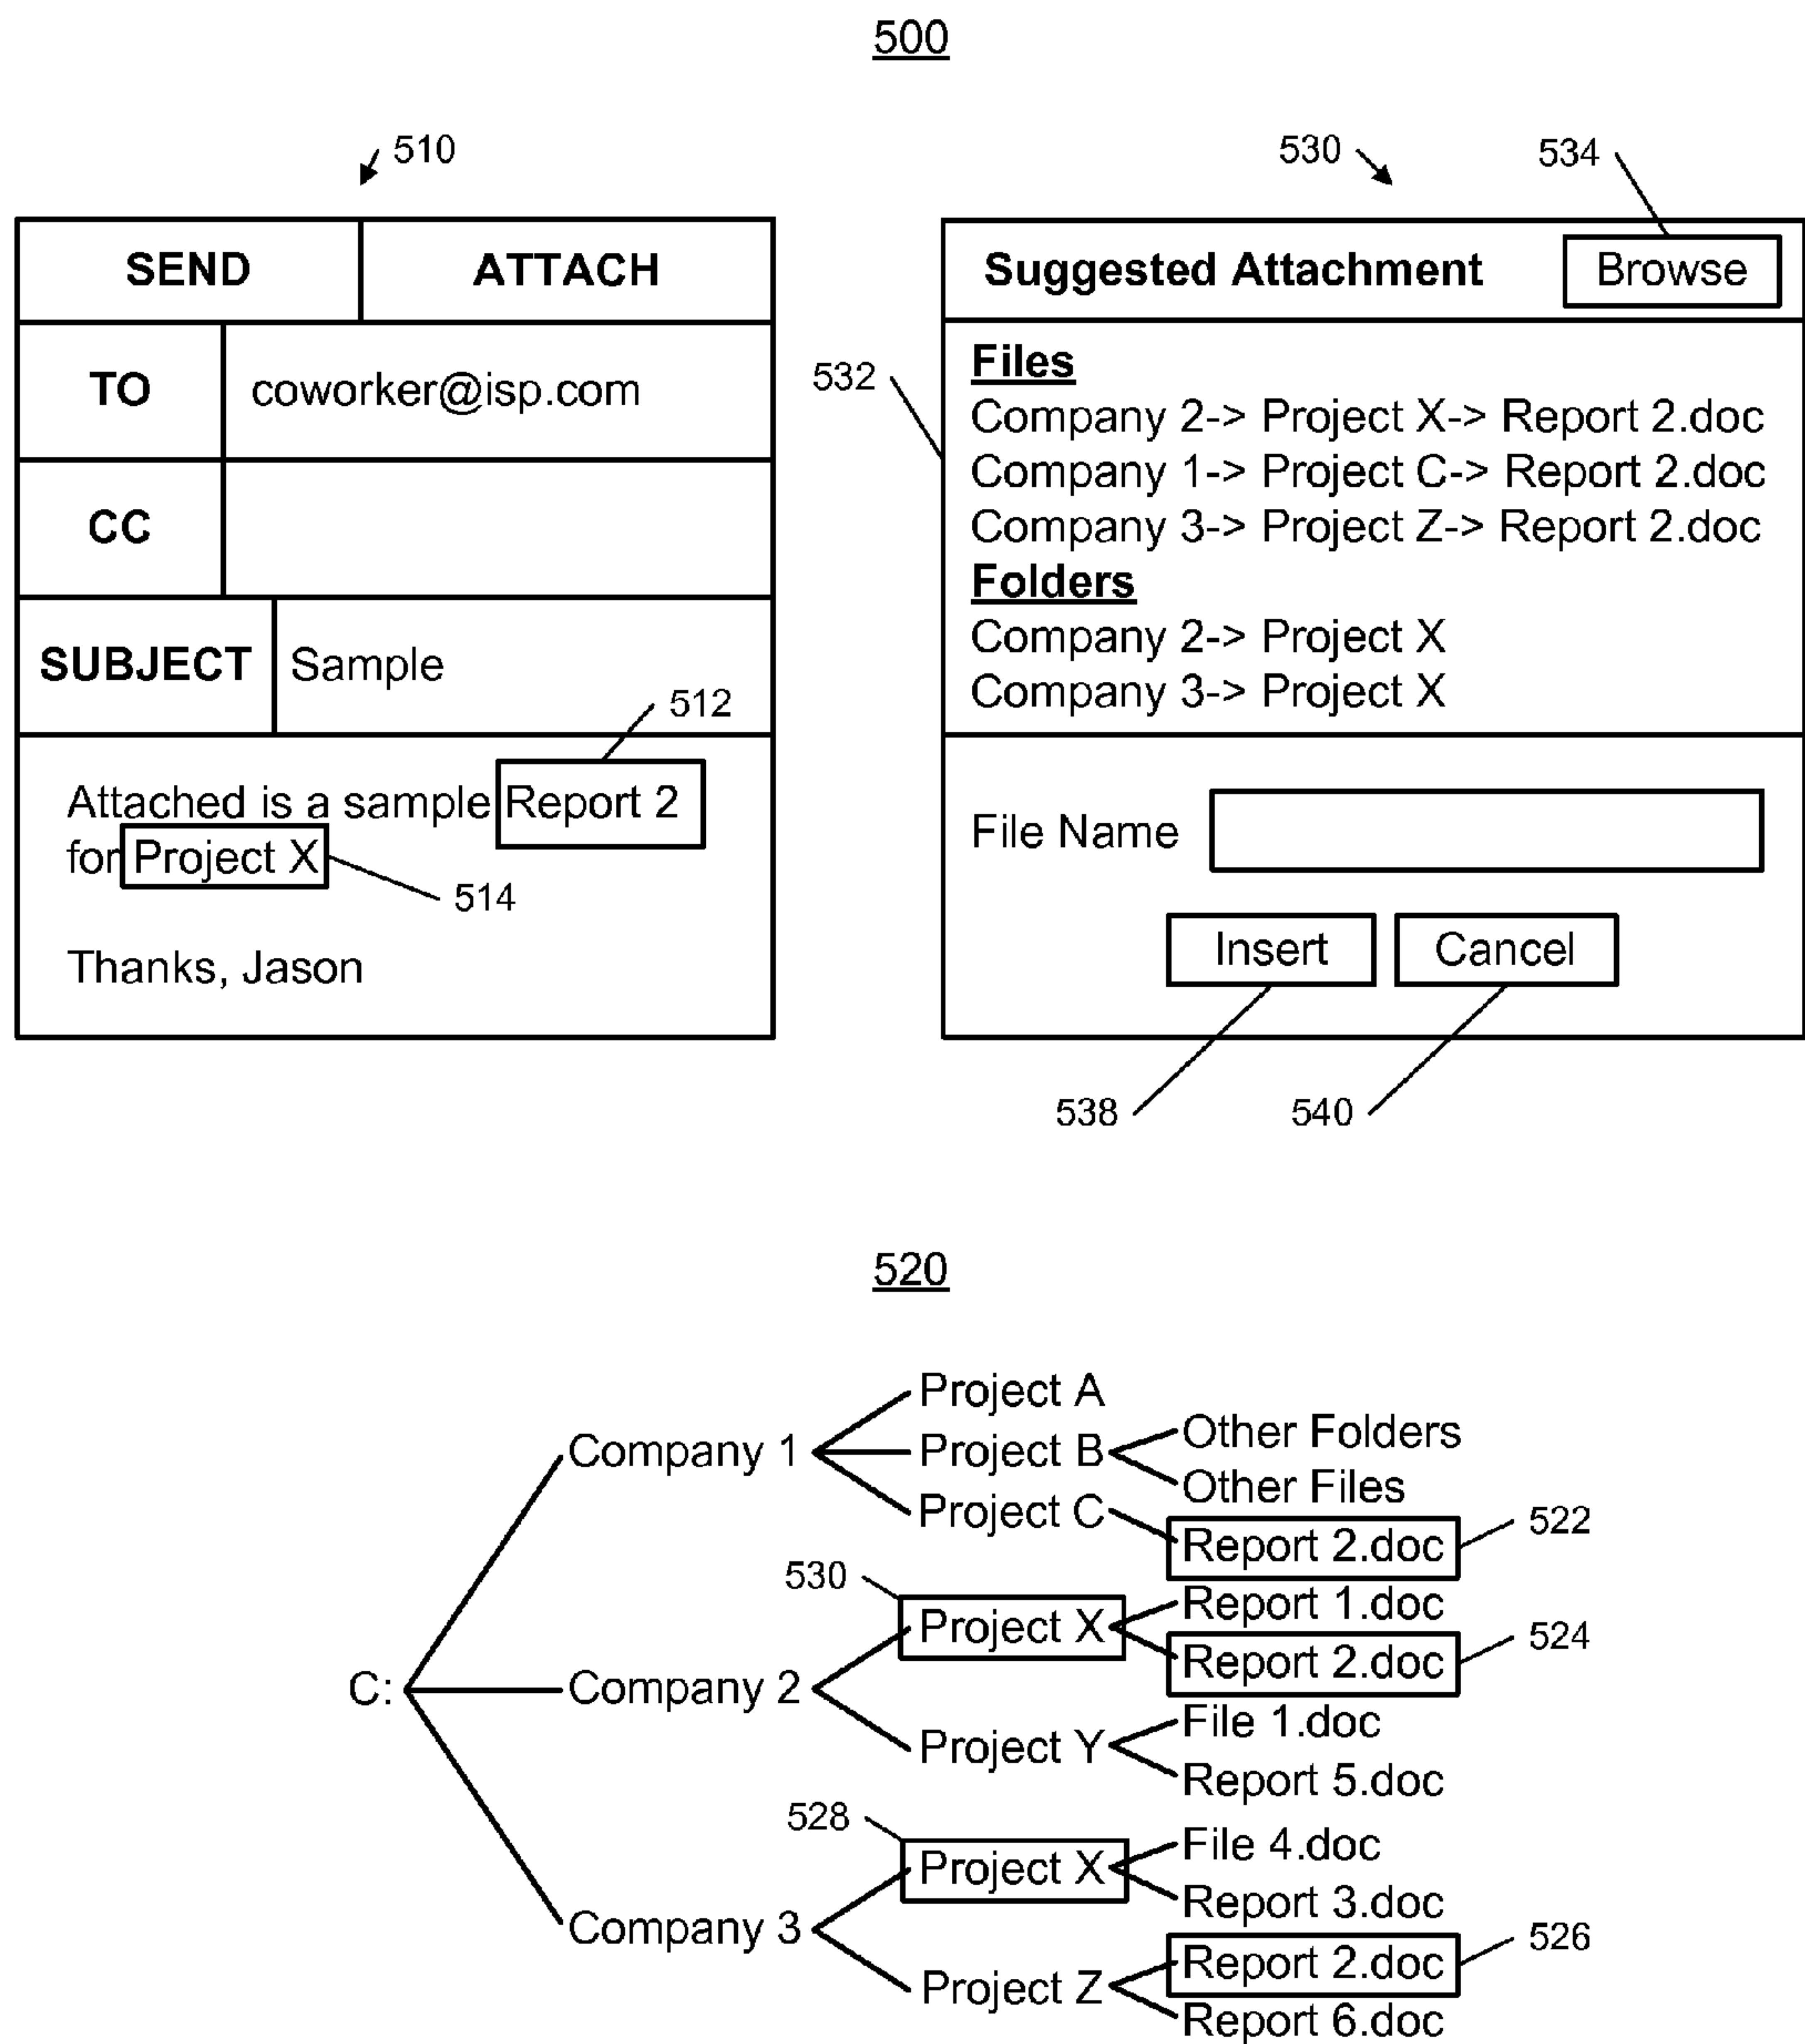 500
510
SEND ATTACH
TO coworker@isp.com
CC
SUBJECT Sample
512
Attached is a sample Report 2
for Project X
514
Thanks, Jason
530
534
Suggested Attachment Browse
532
Files
Company 2-> Project X-> Report 2.doc
Company 1-> Project C-> Report 2.doc
Company 3-> Project Z-> Report 2.doc
Folders
Company 2-> Project X
Company 3-> Project X
File Name
Insert Cancel
538 540
520
Project A
Other Folders
Company 1 Project B
Other Files
Project C
Report 2.doc 522
530
Report 1.doc
Project X
Report 2.doc 524
C: Company 2
File 1.doc
Project Y
Report 5.doc
528
File 4.doc
Project X
Report 3.doc
Company 3
Report 2.doc 526
Project Z
Report 6.doc